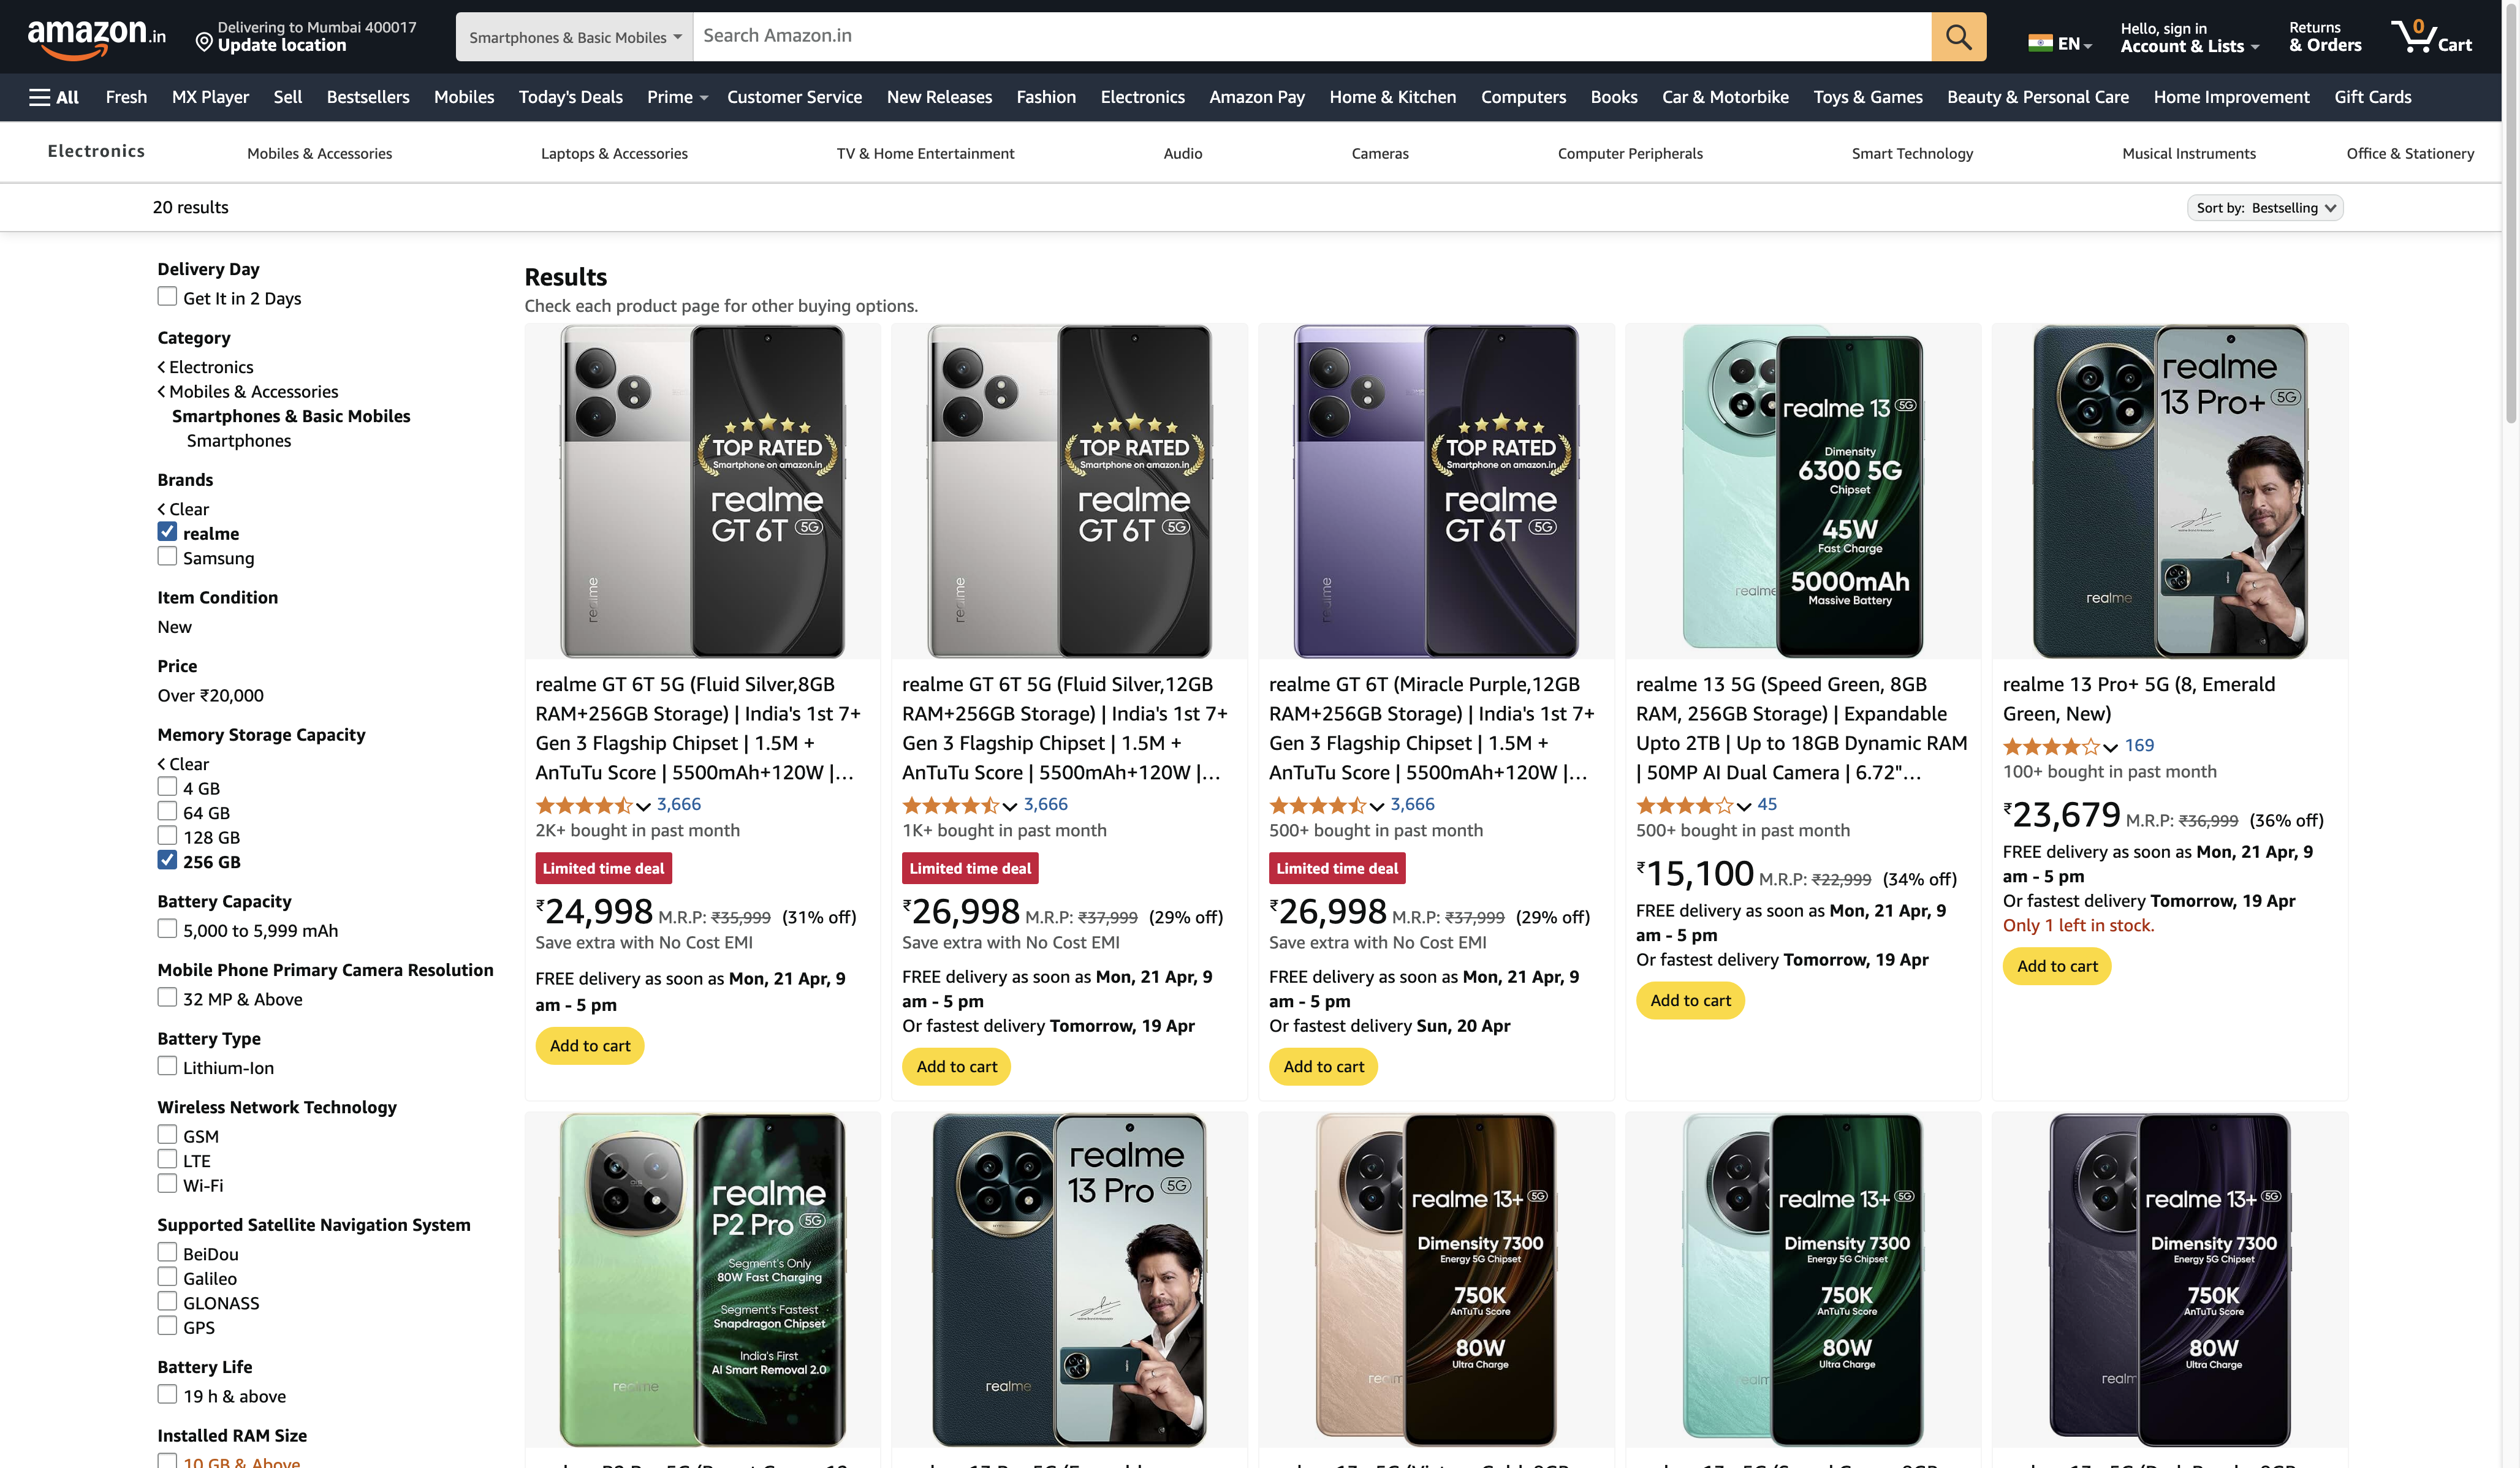 amazon.in
Delivering to Mumbai 400017
Update location
Smartphones & Basic Mobiles
Search Amazon.in
EN
Hello, sign in
Account & Lists
Returns
& Orders
0
Cart
All
Fresh
MX Player
Sell
Bestsellers
Mobiles
Today's Deals
Prime
Customer Service
New Releases
Fashion
Electronics
Amazon Pay
Home & Kitchen
Computers
Books
Car & Motorbike
Toys & Games
Beauty & Personal Care
Home Improvement
Gift Cards
Electronics
Mobiles & Accessories
Laptops & Accessories
TV & Home Entertainment
Audio
Cameras
Computer Peripherals
Smart Technology
Musical Instruments
Office & Stationery
20 results
Sort by: Bestselling
Delivery Day
Get It in 2 Days
Category
Electronics
Mobiles & Accessories
Smartphones & Basic Mobiles
Smartphones
Brands
Clear
realme
Samsung
Item Condition
New
Price
Over ₹20,000
Memory Storage Capacity
Clear
4 GB
64 GB
128 GB
256 GB
Battery Capacity
5,000 to 5,999 mAh
Mobile Phone Primary Camera Resolution
32 MP & Above
Battery Type
Lithium-Ion
Wireless Network Technology
GSM
LTE
Wi-Fi
Supported Satellite Navigation System
BeiDou
Galileo
GLONASS
GPS
Battery Life
19 h & above
Installed RAM Size
10 GB & Above
Results
Check each product page for other buying options.
TOP RATED
Smartphone on amazon.in
realme
GT 6T 5G
realme
realme GT 6T 5G (Fluid Silver,8GB
RAM+256GB Storage) | India's 1st 7+
Gen 3 Flagship Chipset | 1.5M +
AnTuTu Score | 5500mAh+120W |...
3,666
2K+ bought in past month
Limited time deal
₹24,998 M.R.P: ₹35,999 (31% off)
Save extra with No Cost EMI
FREE delivery as soon as Mon, 21 Apr, 9
am - 5 pm
Add to cart
TOP RATED
Smartphone on amazon.in
realme
GT 6T 5G
realme
realme GT 6T 5G (Fluid Silver,12GB
RAM+256GB Storage) | India's 1st 7+
Gen 3 Flagship Chipset | 1.5M +
AnTuTu Score | 5500mAh+120W |...
3,666
1K+ bought in past month
Limited time deal
₹26,998 M.R.P: ₹37,999 (29% off)
Save extra with No Cost EMI
FREE delivery as soon as Mon, 21 Apr, 9
am - 5 pm
Or fastest delivery Tomorrow, 19 Apr
Add to cart
TOP RATED
Smartphone on amazon.in
realme
GT 6T 5G
realme
realme GT 6T (Miracle Purple,12GB
RAM+256GB Storage) | India's 1st 7+
Gen 3 Flagship Chipset | 1.5M +
AnTuTu Score | 5500mAh+120W |...
3,666
500+ bought in past month
Limited time deal
₹26,998 M.R.P: ₹37,999 (29% off)
Save extra with No Cost EMI
FREE delivery as soon as Mon, 21 Apr, 9
am - 5 pm
Or fastest delivery Sun, 20 Apr
Add to cart
realme 13 5G
Dimensity
6300 5G
Chipset
45W
Fast Charge
5000mAh
Massive Battery
realme
realme 13 5G (Speed Green, 8GB
RAM, 256GB Storage) | Expandable
Upto 2TB | Up to 18GB Dynamic RAM
| 50MP AI Dual Camera | 6.72"...
45
500+ bought in past month
₹15,100 M.R.P: ₹22,999 (34% off)
FREE delivery as soon as Mon, 21 Apr, 9
am - 5 pm
Or fastest delivery Tomorrow, 19 Apr
Add to cart
realme
13 Pro+ 5G
realme
realme 13 Pro+ 5G (8, Emerald
Green, New)
169
100+ bought in past month
₹23,679 M.R.P: ₹36,999 (36% off)
FREE delivery as soon as Mon, 21 Apr, 9
am - 5 pm
Or fastest delivery Tomorrow, 19 Apr
Only 1 left in stock.
Add to cart
realme
P2 Pro 5G
Segment's Only
80W Fast Charging
Segment's Fastest
Snapdragon Chipset
India's First
AI Smart Removal 2.0
realme
realme
13 Pro 5G
realme
realme 13+ 5G
Dimensity 7300
Energy 5G Chipset
750K
AnTuTu Score
80W
Ultra Charge
realme 13+ 5G
Dimensity 7300
Energy 5G Chipset
750K
AnTuTu Score
80W
Ultra Charge
realme 13+ 5G
Dimensity 7300
Energy 5G Chipset
750K
AnTuTu Score
80W
Ultra Charge